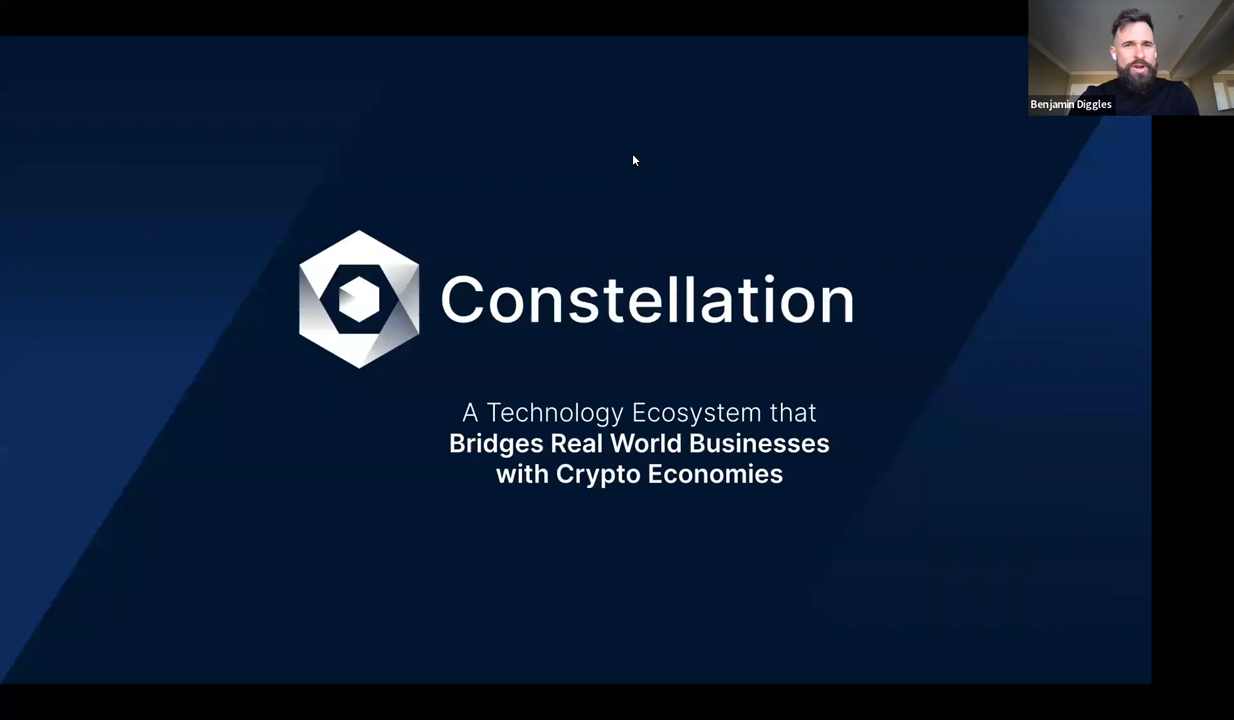 Benjamin Diggles
Constellation
A Technology Ecosystem that
Bridges Real World Businesses
with Crypto Economies